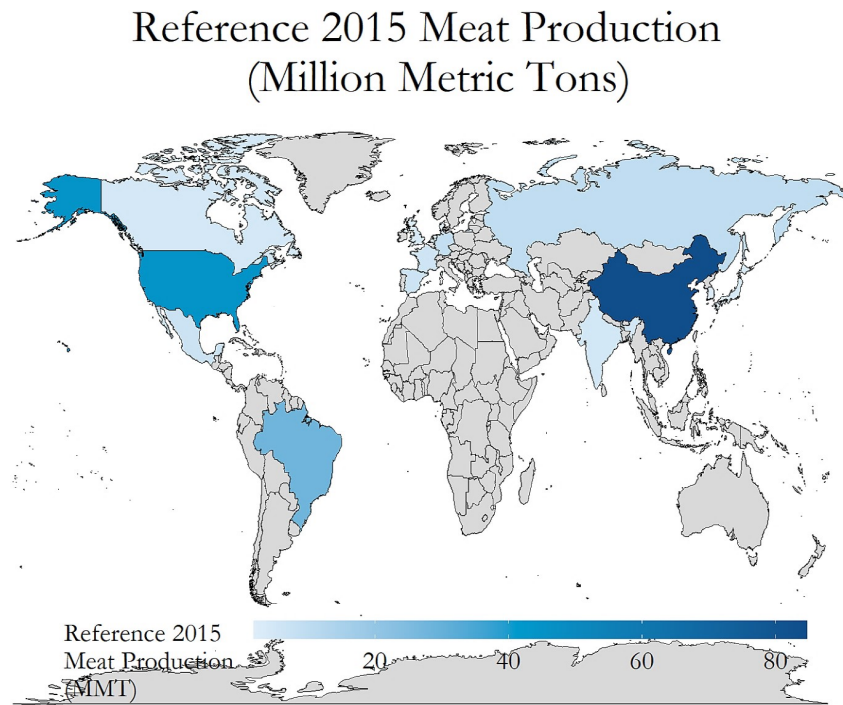 Reference 2015 Meat Production
(Million Metric Tons)
Reference 2015
Meat Production
(MMT)
20 40 60 80